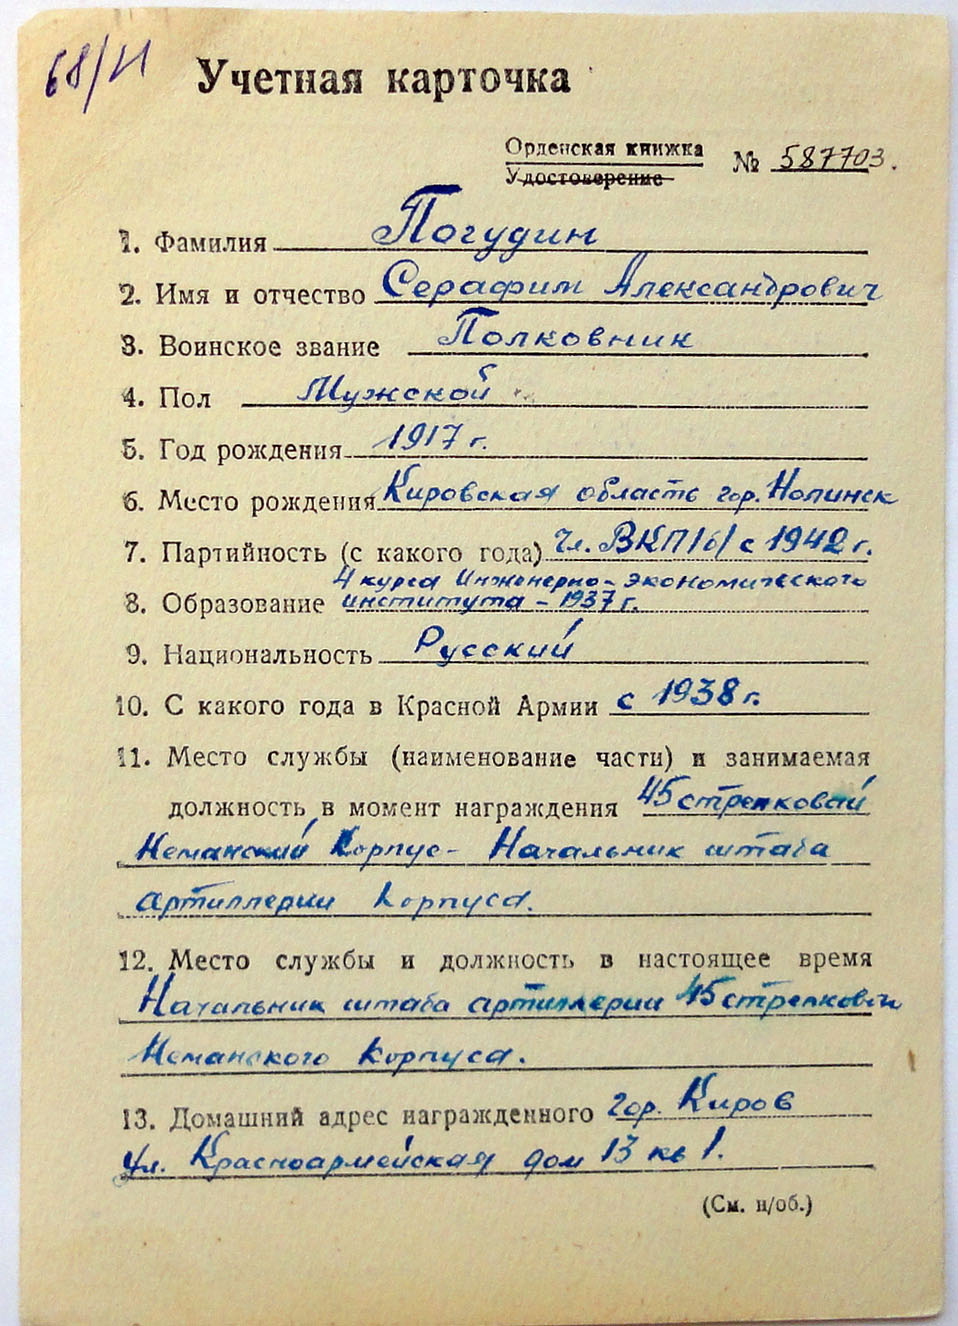 68/21
Учетная карточка
Орденская книжка
Удостоверение
№ 587703.
1. Фамилия Погудин
2. Имя и отчество Серафим Александрович
3. Воинское звание Полковник
4. Пол Мужской
5. Год рождения 1917 г.
6. Место рождения Кировская область гор. Нолинск
7. Партийность (с какого года) Чл. ВКП/б/ с 1942 г.
4 курса Инженерно-экономического
8. Образование института – 1937 г.
9. Национальность Русский
10. С какого года в Красной Армии с 1938 г.
11. Место службы (наименование части) и занимаемая
должность в момент награждения 45 стрелковый
Неманский Корпус – Начальник штаба
артиллерии Корпуса.
12. Место службы и должность в настоящее время
Начальник штаба артиллерии 45 стрелковой
Неманского Корпуса.
13. Домашний адрес награжденного гор. Киров
ул. Красноармейская дом 13 кв 1.
(См. н/об.)